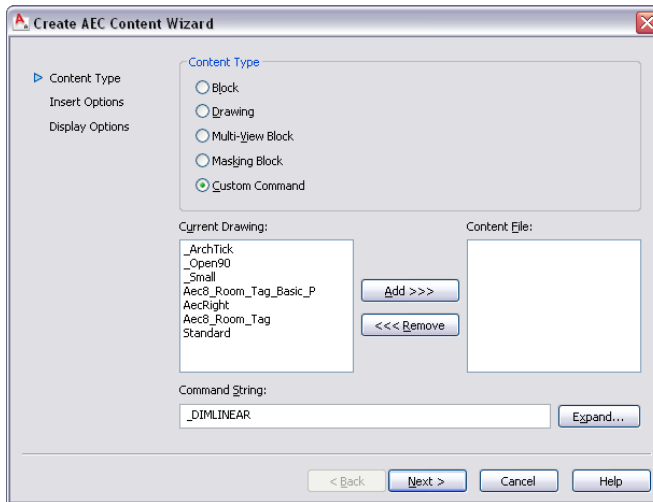 Create AEC Content Wizard
Content Type
Insert Options
Display Options
Content Type
Block
Drawing
Multi-View Block
Masking Block
Custom Command
Current Drawing:
Content File:
_ArchTick
_Open90
_Small
Aec8_Room_Tag_Basic_P
AecRight
Aec8_Room_Tag
Standard
Add >>>
<<< Remove
Command String:
_DIMLINEAR
Expand...
< Back
Next >
Cancel
Help